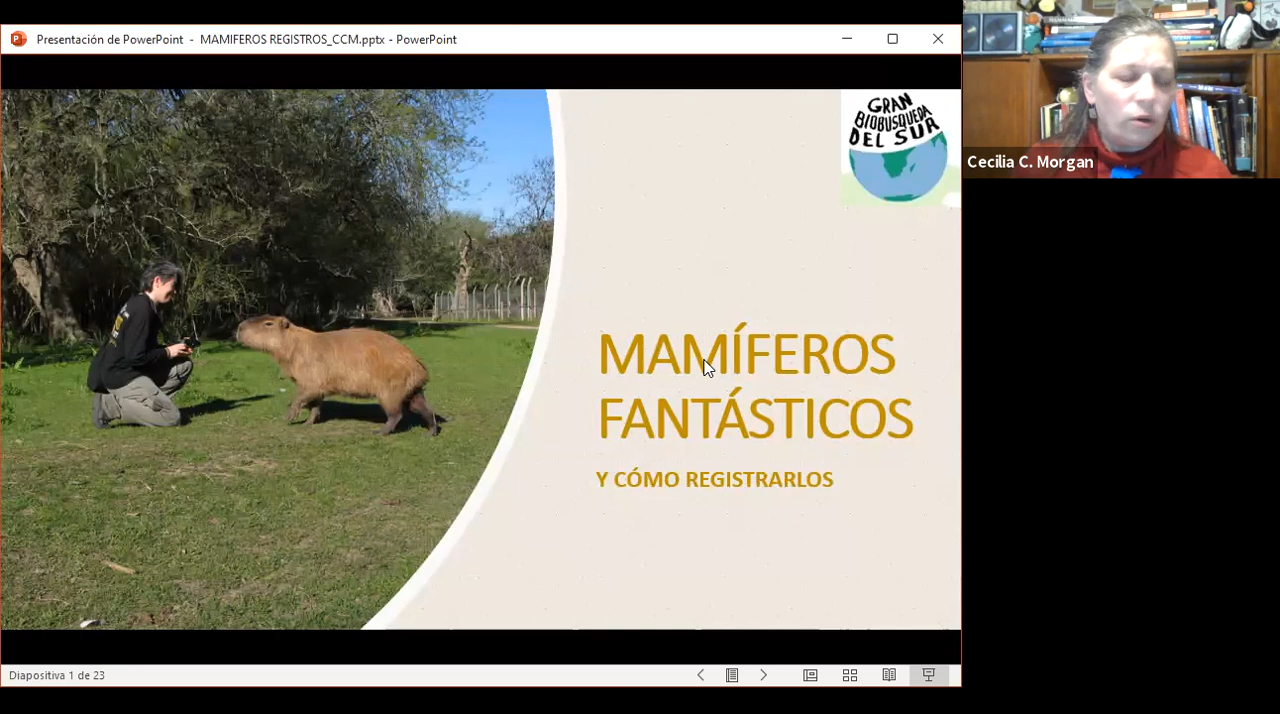 Presentación de PowerPoint - MAMIFEROS REGISTROS_CCM.pptx - PowerPoint
GRAN
BIOBUSQUEDA
DEL SUR
Cecilia C. Morgan
MAMÍFEROS
FANTÁSTICOS
Y CÓMO REGISTRARLOS
Diapositiva 1 de 23